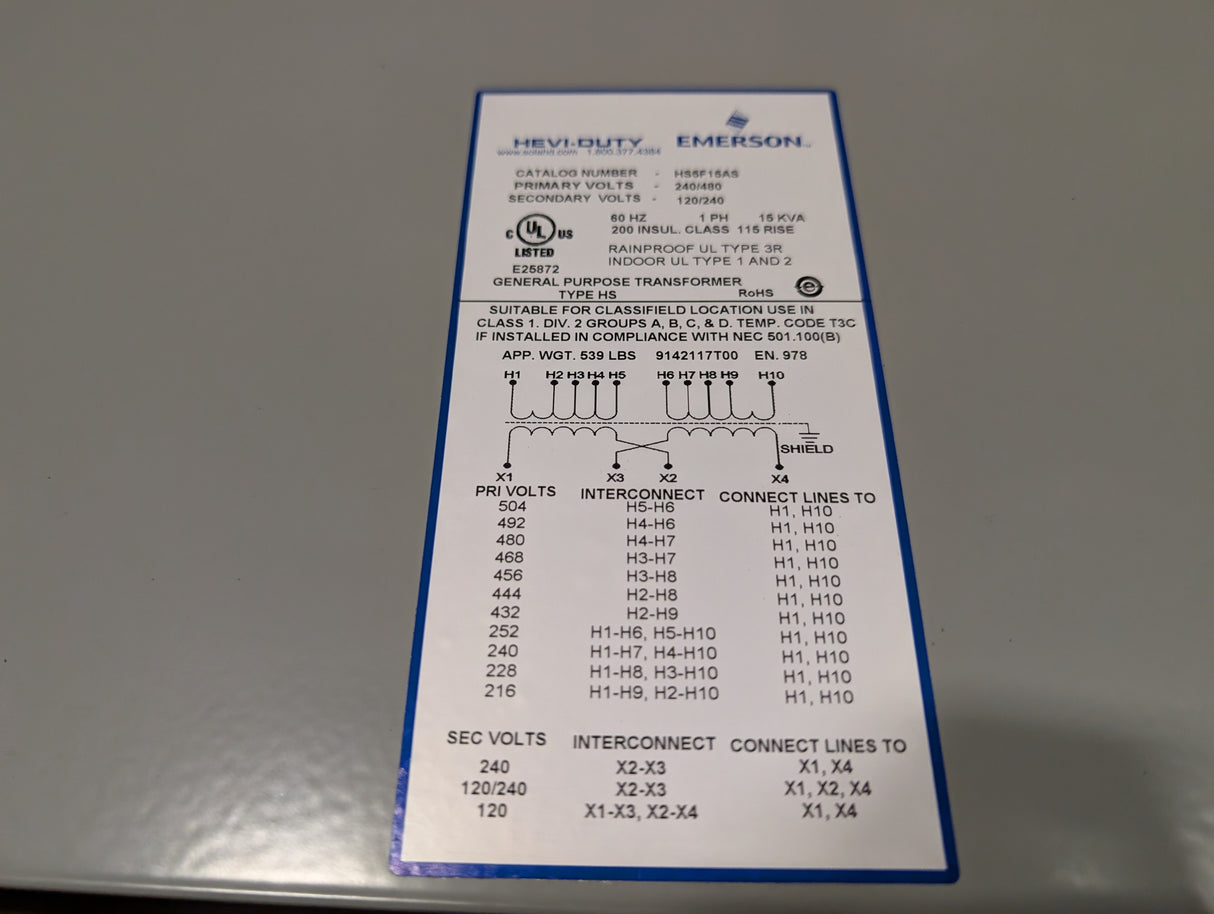 HEVI-DUTY EMERSON™
www.solahd.com 1.800.377.4384
CATALOG NUMBER - HS5F15AS
PRIMARY VOLTS - 240/480
SECONDARY VOLTS - 120/240
60 HZ 1 PH 15 KVA
200 INSUL. CLASS 115 RISE
C UL US
LISTED
E25872
RAINPROOF UL TYPE 3R
INDOOR UL TYPE 1 AND 2
GENERAL PURPOSE TRANSFORMER
TYPE HS RoHS e
SUITABLE FOR CLASSIFIELD LOCATION USE IN
CLASS 1. DIV. 2 GROUPS A, B, C, & D. TEMP. CODE T3C
IF INSTALLED IN COMPLIANCE WITH NEC 501.100(B)
APP. WGT. 539 LBS 9142117T00 EN. 978
H1 H2 H3 H4 H5 H6 H7 H8 H9 H10
SHIELD
X1 X3 X2 X4
PRI VOLTS INTERCONNECT CONNECT LINES TO
504 H5-H6 H1, H10
492 H4-H6 H1, H10
480 H4-H7 H1, H10
468 H3-H7 H1, H10
456 H3-H8 H1, H10
444 H2-H8 H1, H10
432 H2-H9 H1, H10
252 H1-H6, H5-H10 H1, H10
240 H1-H7, H4-H10 H1, H10
228 H1-H8, H3-H10 H1, H10
216 H1-H9, H2-H10 H1, H10
SEC VOLTS INTERCONNECT CONNECT LINES TO
240 X2-X3 X1, X4
120/240 X2-X3 X1, X2, X4
120 X1-X3, X2-X4 X1, X4